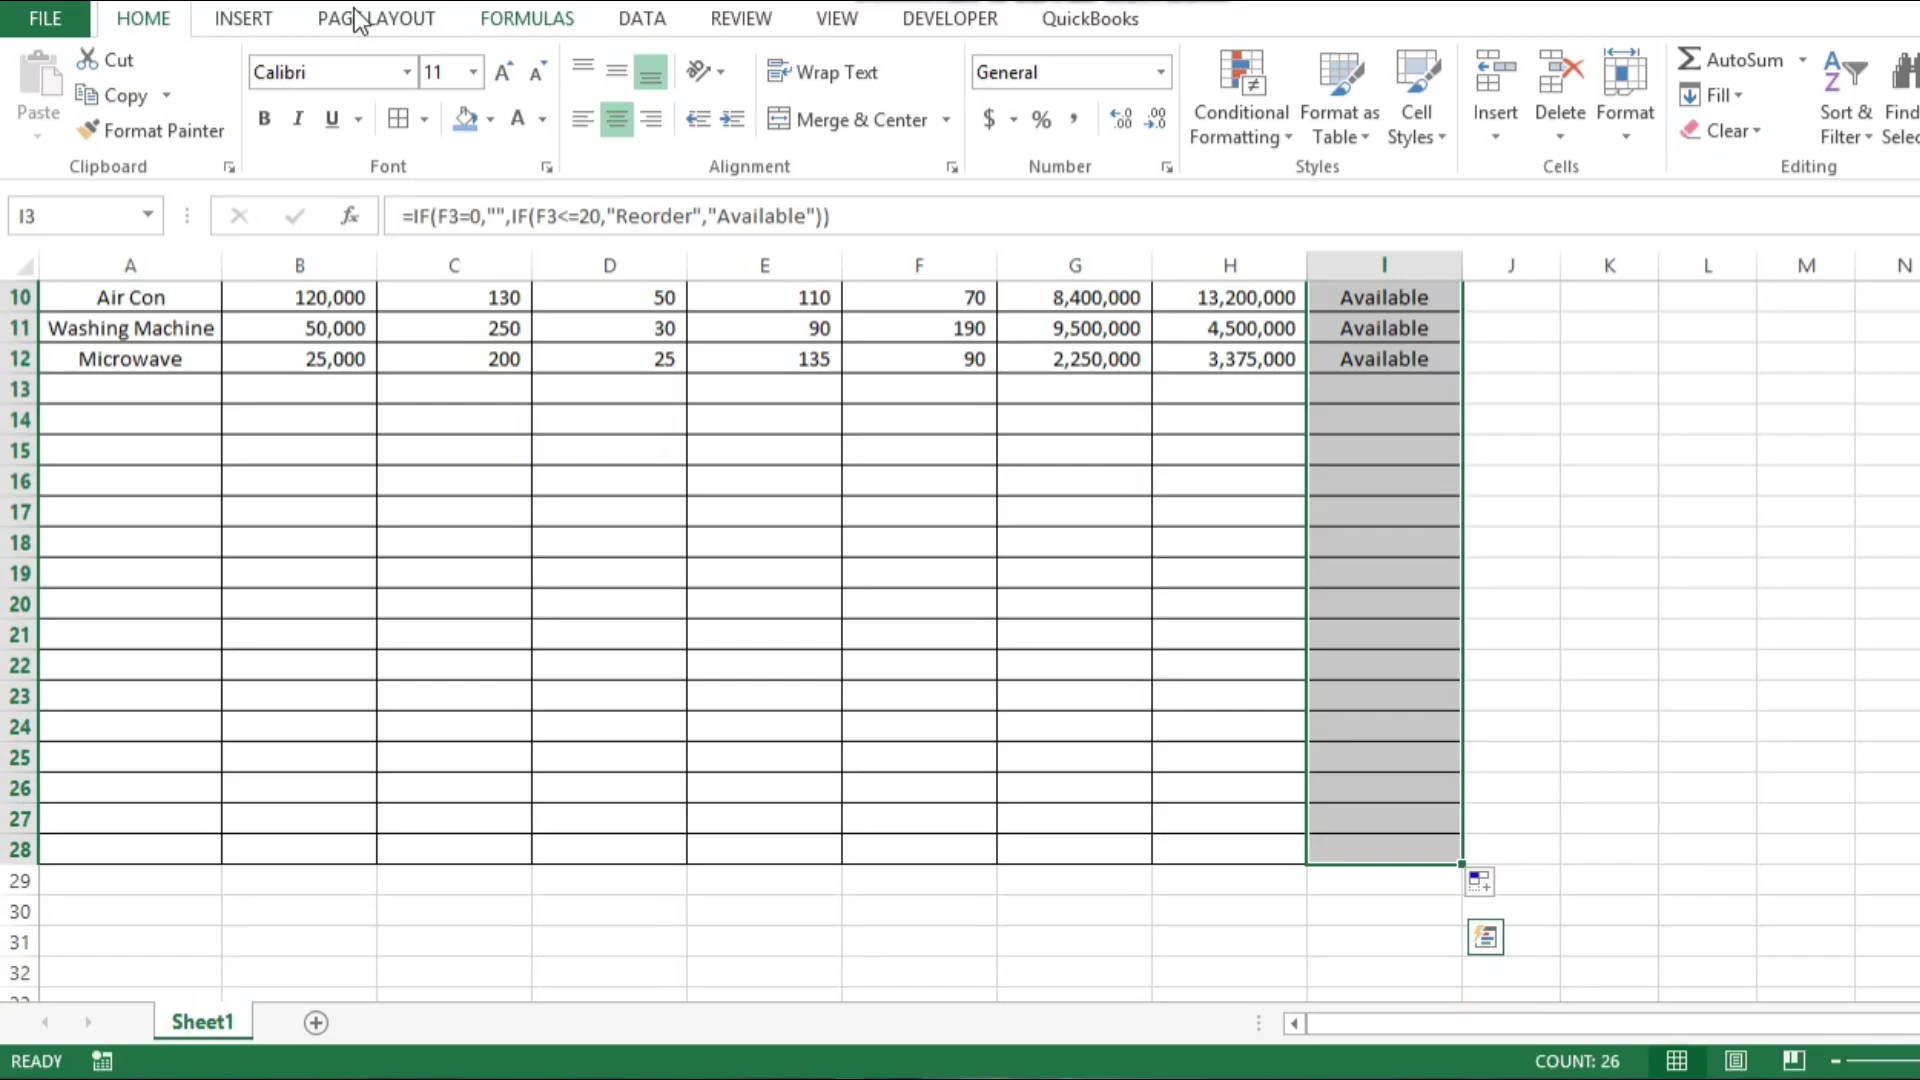 FILE HOME INSERT PAGE LAYOUT FORMULAS DATA REVIEW VIEW DEVELOPER QuickBooks
Paste
Cut
Copy
Format Painter
Clipboard
Calibri 11
B I U A
Font
Wrap Text
Merge & Center
Alignment
General
$ % , .00 .00
Number
Conditional Formatting
Format as Table
Cell Styles
Styles
Insert Delete Format
Cells
AutoSum
Fill
Clear
Sort & Filter
Editing
I3 fx =IF(F3=0,"",IF(F3<=20,"Reorder","Available"))
A B C D E F G H I J K L M N
10 Air Con 120,000 130 50 110 70 8,400,000 13,200,000 Available
11 Washing Machine 50,000 250 30 90 190 9,500,000 4,500,000 Available
12 Microwave 25,000 200 25 135 90 2,250,000 3,375,000 Available
13
14
15
16
17
18
19
20
21
22
23
24
25
26
27
28
29
30
31
32
Sheet1
READY COUNT: 26